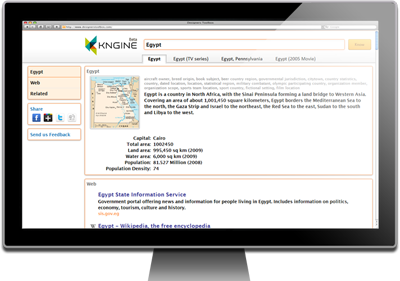 beta
KNGINE
Egypt
Egypt
Egypt (TV series)
Egypt, Pennsylvania
Egypt (2005 Movie)
Egypt
Web
Related
Share
Send us Feedback
Egypt
Egypt is a country in North Africa, with the Sinai Peninsula forming a land bridge to Western Asia.
Covering an area of about 1,001,450 square kilometers, Egypt borders the Mediterranean Sea to
the north, the Gaza Strip and Israel to the northeast, the Red Sea to the east, Sudan to the south
and Libya to the west.
Capital: Cairo
Total area: 1002450
Land area: 995,450 sq km (2009)
Water area: 6,000 sq km (2009)
Population: 81.527 Million (2008)
Population Density: 74
Web
Egypt State Information Service
Government portal offering news and information for people living in Egypt. Includes information on politics,
economy, tourism, culture and history.
sis.gov.eg
W Egypt - Wikipedia, the free encyclopedia